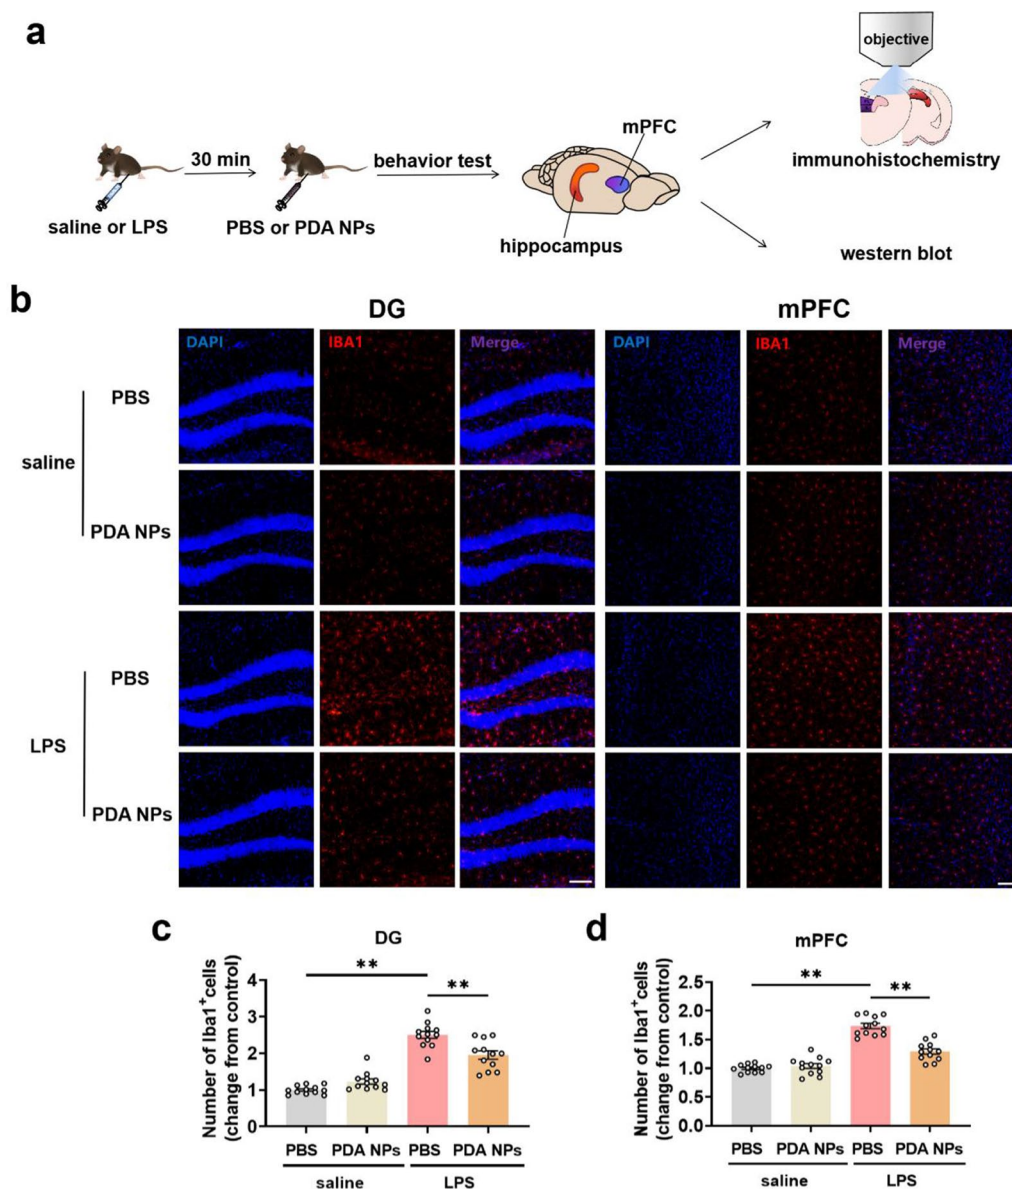 a
objective
mPFC
30 min
behavior test
immunohistochemistry
saline or LPS
PBS or PDA NPs
hippocampus
western blot
b
DG
mPFC
DAPI
IBA1
Merge
DAPI
IBA1
Merge
PBS
saline
PDA NPs
PBS
LPS
PDA NPs
c
DG
Number of Iba1⁺cells
(change from control)
4
3
2
1
0
**
**
PBS
PDA NPs
PBS
PDA NPs
saline
LPS
d
mPFC
Number of Iba1⁺cells
(change from control)
2.5
2.0
1.5
1.0
0.5
0.0
**
**
PBS
PDA NPs
PBS
PDA NPs
saline
LPS